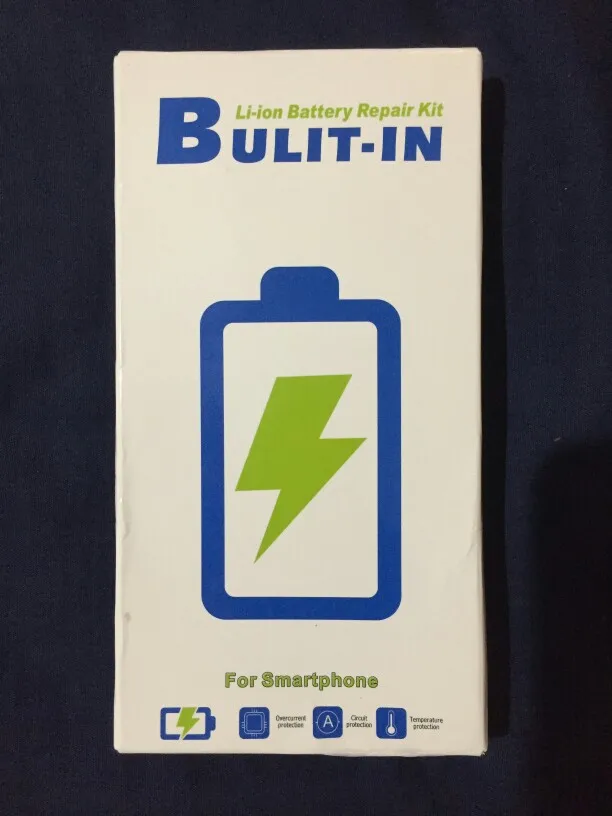 Li-ion Battery Repair Kit
BULIT-IN
For Smartphone
Overcurrent
protection
A
Circuit
protection
Temperature
protection